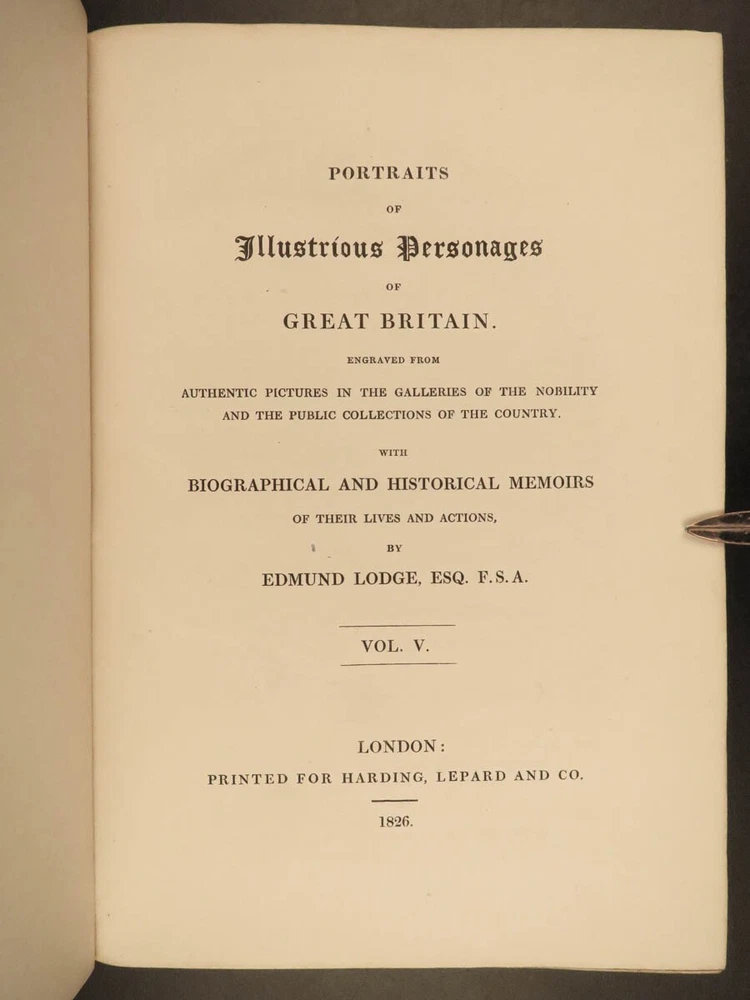 PORTRAITS
OF
Illustrious Personages
OF
GREAT BRITAIN.
ENGRAVED FROM
AUTHENTIC PICTURES IN THE GALLERIES OF THE NOBILITY
AND THE PUBLIC COLLECTIONS OF THE COUNTRY.
WITH
BIOGRAPHICAL AND HISTORICAL MEMOIRS
OF THEIR LIVES AND ACTIONS,
BY
EDMUND LODGE, ESQ. F.S.A.
VOL. V.
LONDON:
PRINTED FOR HARDING, LEPARD AND CO.
1826.